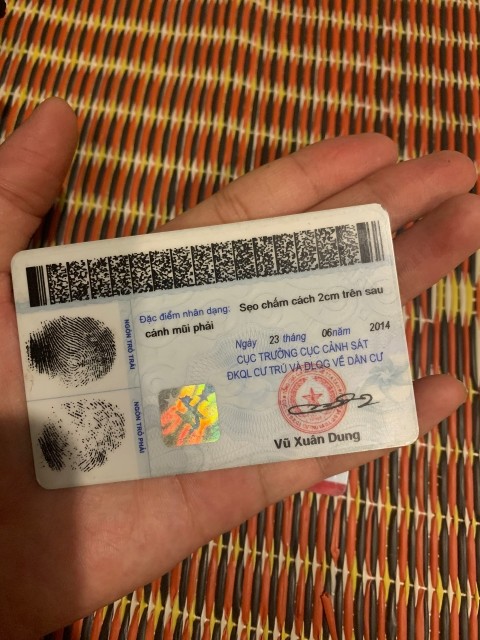 Đặc điểm nhân dạng: Sẹo chấm cách 2cm trên sau
cánh mũi phải
Ngày 23 tháng 06 năm 2014
CỤC TRƯỞNG CỤC CẢNH SÁT
ĐKQL CƯ TRÚ VÀ DLQG VỀ DÂN CƯ
Vũ Xuân Dung
NGÓN TRỎ TRÁI
NGÓN TRỎ PHẢI